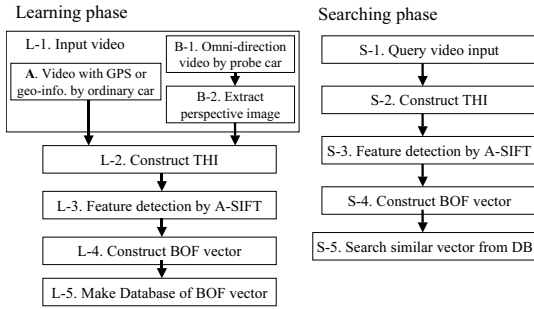 Learning phase
L-1. Input video
A. Video with GPS or
geo-info. by ordinary car
B-1. Omni-direction
video by probe car
B-2. Extract
perspective image
L-2. Construct THI
L-3. Feature detection by A-SIFT
L-4. Construct BOF vector
L-5. Make Database of BOF vector
Searching phase
S-1. Query video input
S-2. Construct THI
S-3. Feature detection by A-SIFT
S-4. Construct BOF vector
S-5. Search similar vector from DB